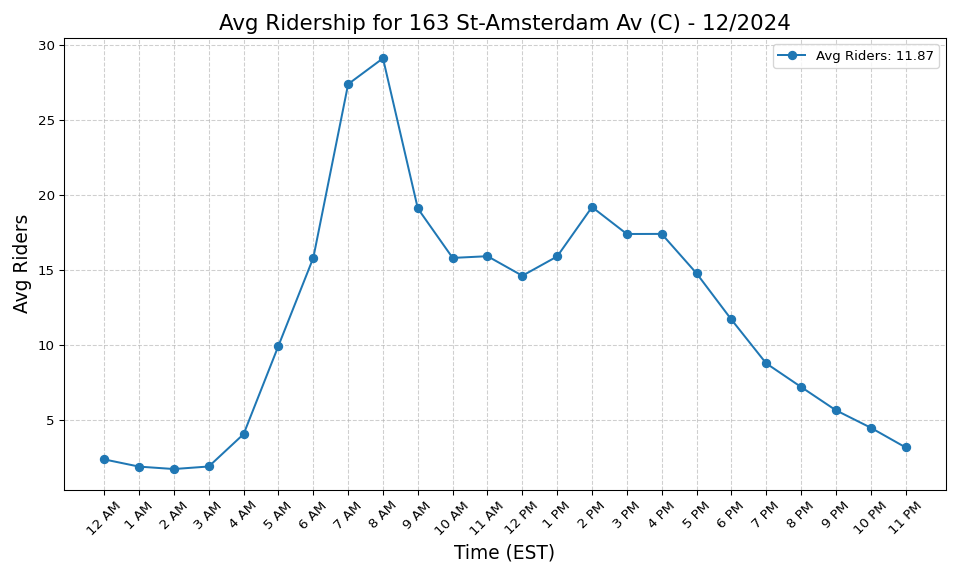 Avg Ridership for 163 St-Amsterdam Av (C) - 12/2024
Avg Riders: 11.87
Avg Riders
30
25
20
15
10
5
12 AM
1 AM
2 AM
3 AM
4 AM
5 AM
6 AM
7 AM
8 AM
9 AM
10 AM
11 AM
12 PM
1 PM
2 PM
3 PM
4 PM
5 PM
6 PM
7 PM
8 PM
9 PM
10 PM
11 PM
Time (EST)